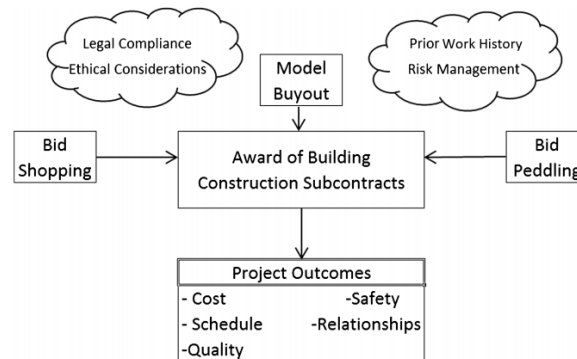 Legal Compliance
Ethical Considerations
Prior Work History
Risk Management
Model
Buyout
Bid
Shopping
Award of Building
Construction Subcontracts
Bid
Peddling
Project Outcomes
- Cost
-Safety
- Schedule
-Relationships
-Quality